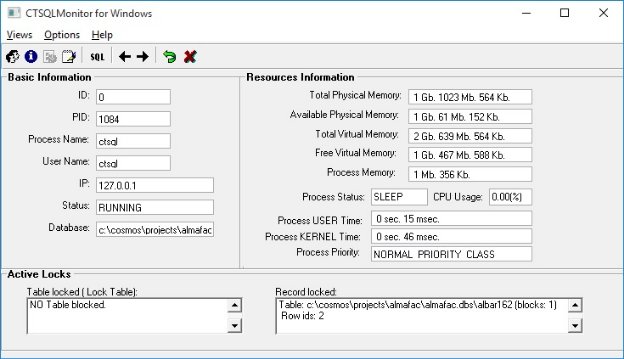 CTSQLMonitor for Windows
Views Options Help
SQL
Basic Information
ID: 0
PID: 1084
Process Name: ctsql
User Name: ctsql
IP: 127.0.0.1
Status: RUNNING
Database: c:\cosmos\projects\almafac
Resources Information
Total Physical Memory: 1 Gb. 1023 Mb. 564 Kb.
Available Physical Memory: 1 Gb. 61 Mb. 152 Kb.
Total Virtual Memory: 2 Gb. 639 Mb. 564 Kb.
Free Virtual Memory: 1 Gb. 467 Mb. 588 Kb.
Process Memory: 1 Mb. 356 Kb.
Process Status: SLEEP CPU Usage: 0.00(%)
Process USER Time: 0 sec. 15 msec.
Process KERNEL Time: 0 sec. 46 msec.
Process Priority: NORMAL PRIORITY CLASS
Active Locks
Table locked ( Lock Table):
NO Table blocked.
Record locked:
Table: c:\cosmos\projects\almafac\almafac.dbs\albar162 (blocks: 1)
Row ids: 2